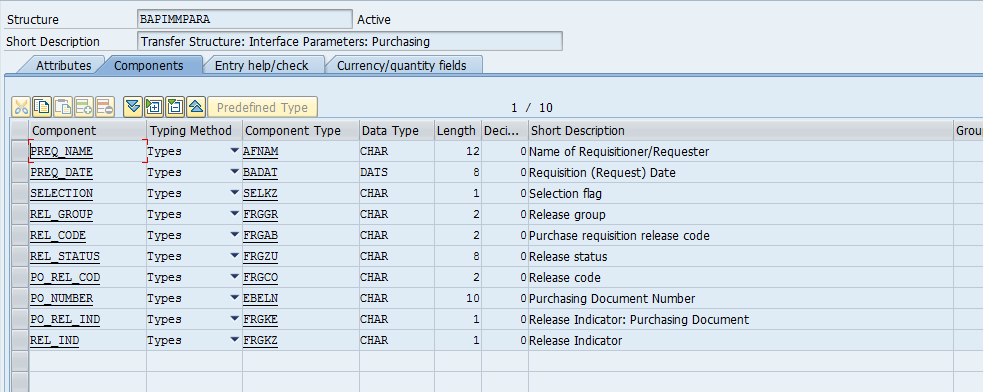 Structure BAPIMMPARA Active
Short Description Transfer Structure: Interface Parameters: Purchasing
Attributes Components Entry help/check Currency/quantity fields
Predefined Type 1 / 10
Component Typing Method Component Type Data Type Length Deci... Short Description Grou
PREQ_NAME Types AFNAM CHAR 12 0 Name of Requisitioner/Requester
PREQ_DATE Types BADAT DATS 8 0 Requisition (Request) Date
SELECTION Types SELKZ CHAR 1 0 Selection flag
REL_GROUP Types FRGGR CHAR 2 0 Release group
REL_CODE Types FRGAB CHAR 2 0 Purchase requisition release code
REL_STATUS Types FRGZU CHAR 8 0 Release status
PO_REL_COD Types FRGCO CHAR 2 0 Release code
PO_NUMBER Types EBELN CHAR 10 0 Purchasing Document Number
PO_REL_IND Types FRGKE CHAR 1 0 Release Indicator: Purchasing Document
REL_IND Types FRGKZ CHAR 1 0 Release Indicator